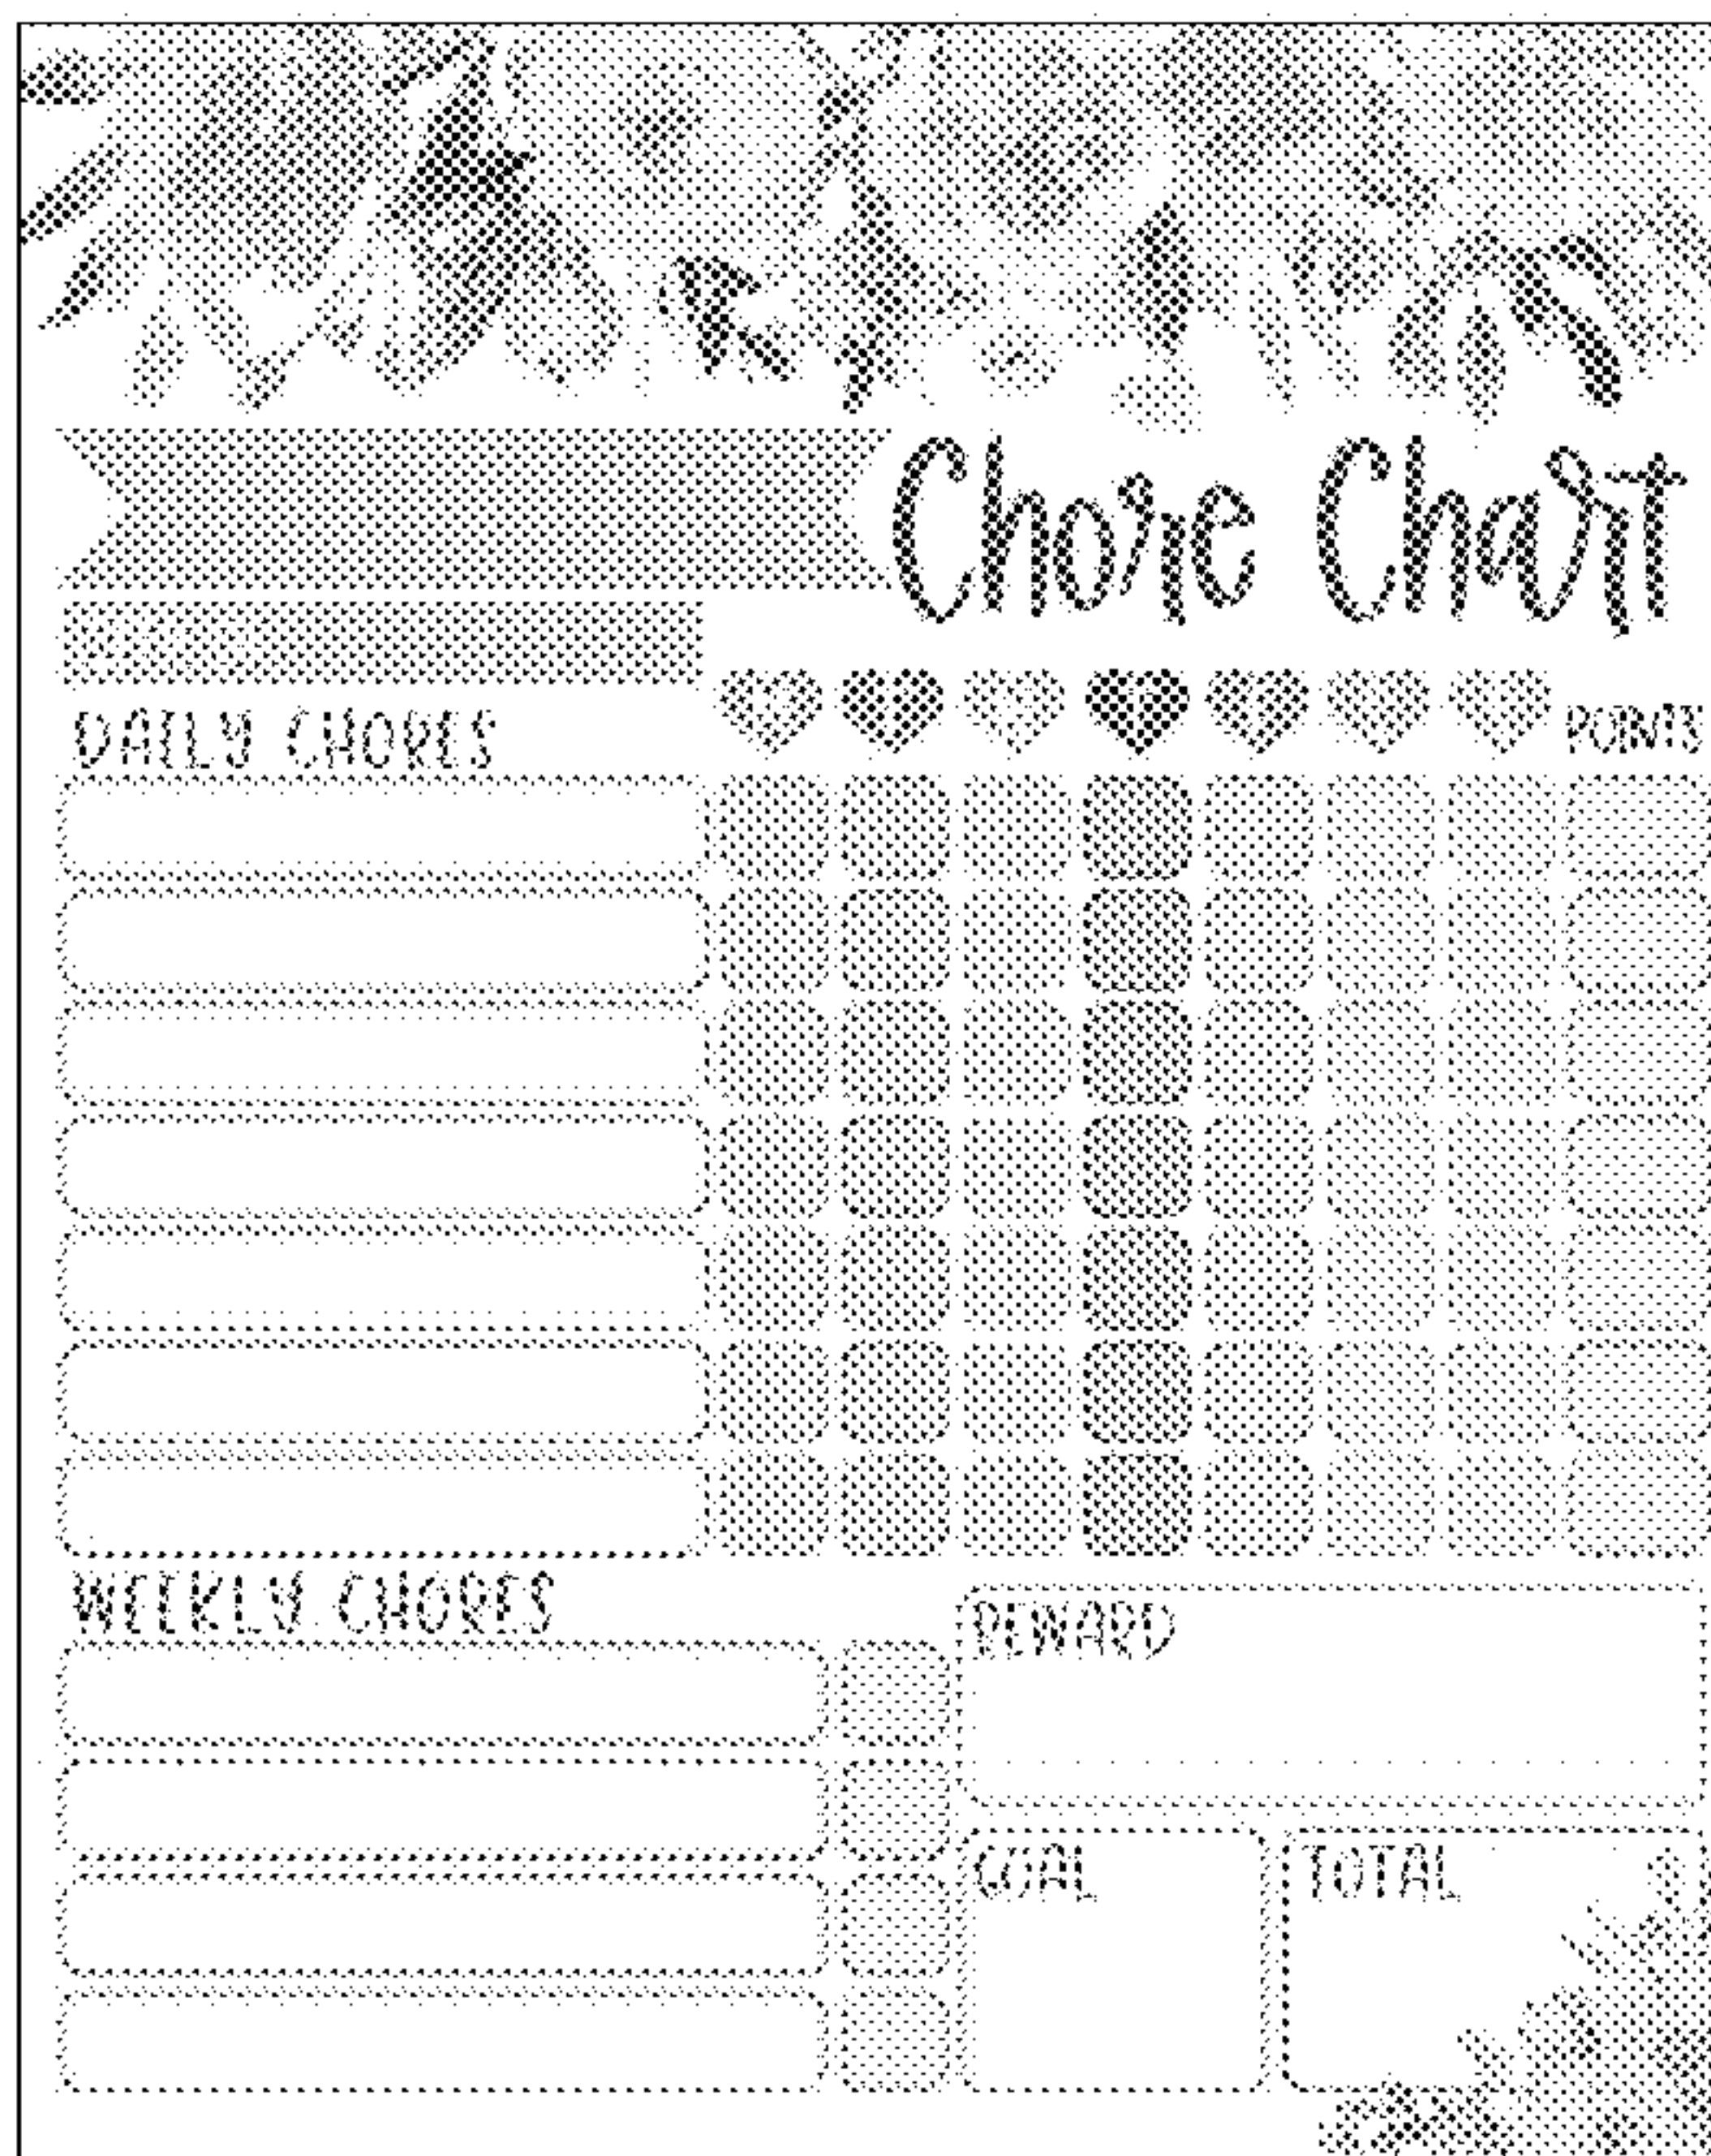 Chore Chart
DAILY CHORES
POINTS
WEEKLY CHORES
REWARD
GOAL
TOTAL